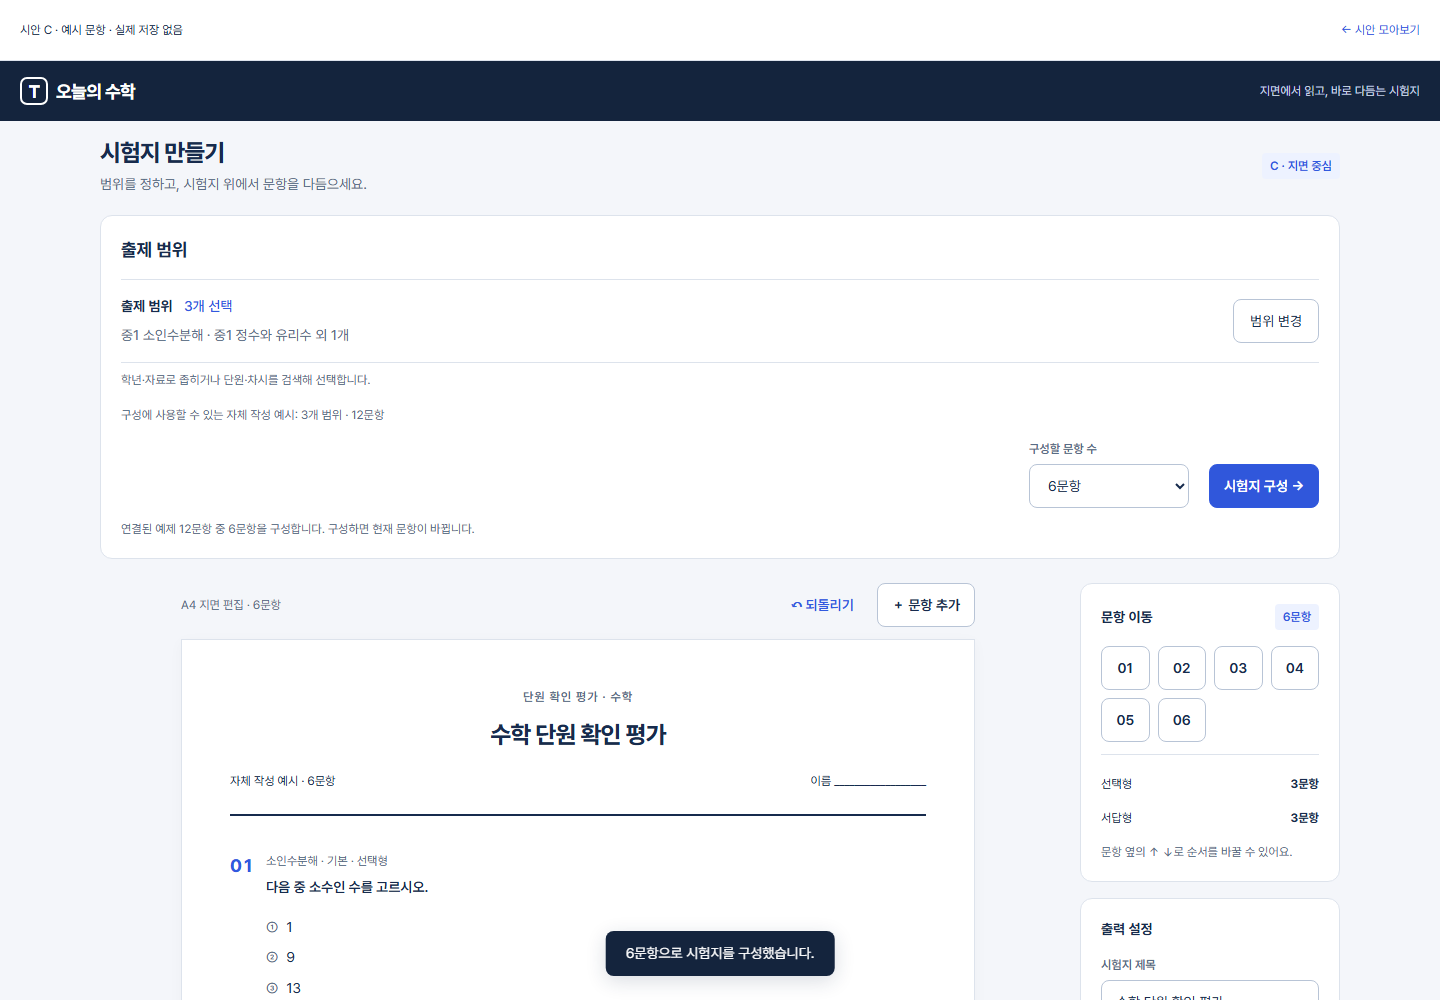 시안 C · 예시 문항 · 실제 저장 없음
← 시안 모아보기
T 오늘의 수학
지면에서 읽고, 바로 다듬는 시험지
시험지 만들기
범위를 정하고, 시험지 위에서 문항을 다듬으세요.
C · 지면 중심
출제 범위
출제 범위 3개 선택
중1 소인수분해 · 중1 정수와 유리수 외 1개
범위 변경
학년·자료로 좁히거나 단원·차시를 검색해 선택합니다.
구성에 사용할 수 있는 자체 작성 예시: 3개 범위 · 12문항
구성할 문항 수
6문항
시험지 구성 →
연결된 예제 12문항 중 6문항을 구성합니다. 구성하면 현재 문항이 바뀝니다.
A4 지면 편집 · 6문항
↶ 되돌리기
+ 문항 추가
단원 확인 평가 · 수학
수학 단원 확인 평가
자체 작성 예시 · 6문항
이름 ________________
01 소인수분해 · 기본 · 선택형
다음 중 소수인 수를 고르시오.
① 1
② 9
③ 13
6문항으로 시험지를 구성했습니다.
문항 이동
6문항
01 02 03 04
05 06
선택형 3문항
서답형 3문항
문항 옆의 ↑ ↓로 순서를 바꿀 수 있어요.
출력 설정
시험지 제목
수학 단원 확인 평가